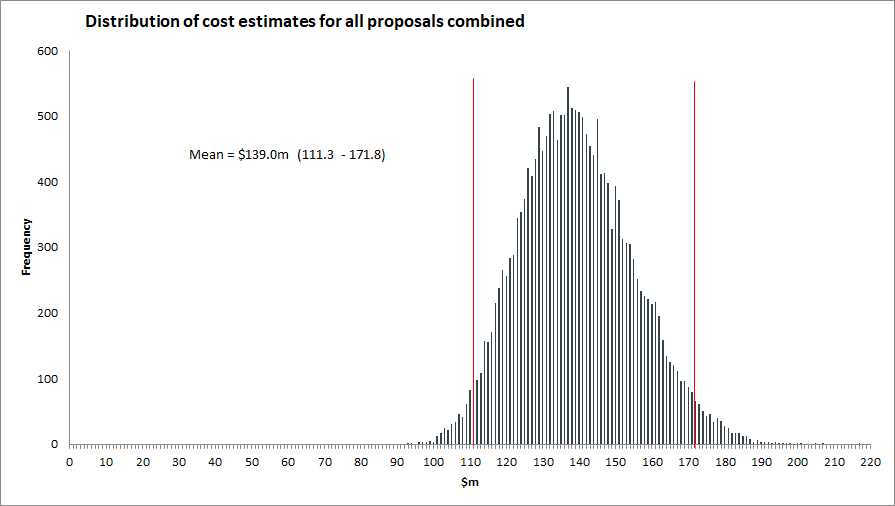 Distribution of cost estimates for all proposals combined
600
500
400
300
200
100
0
Frequency
Mean = $139.0m (111.3 - 171.8)
0 10 20 30 40 50 60 70 80 90 100 110 120 130 140 150 160 170 180 190 200 210 220
$m